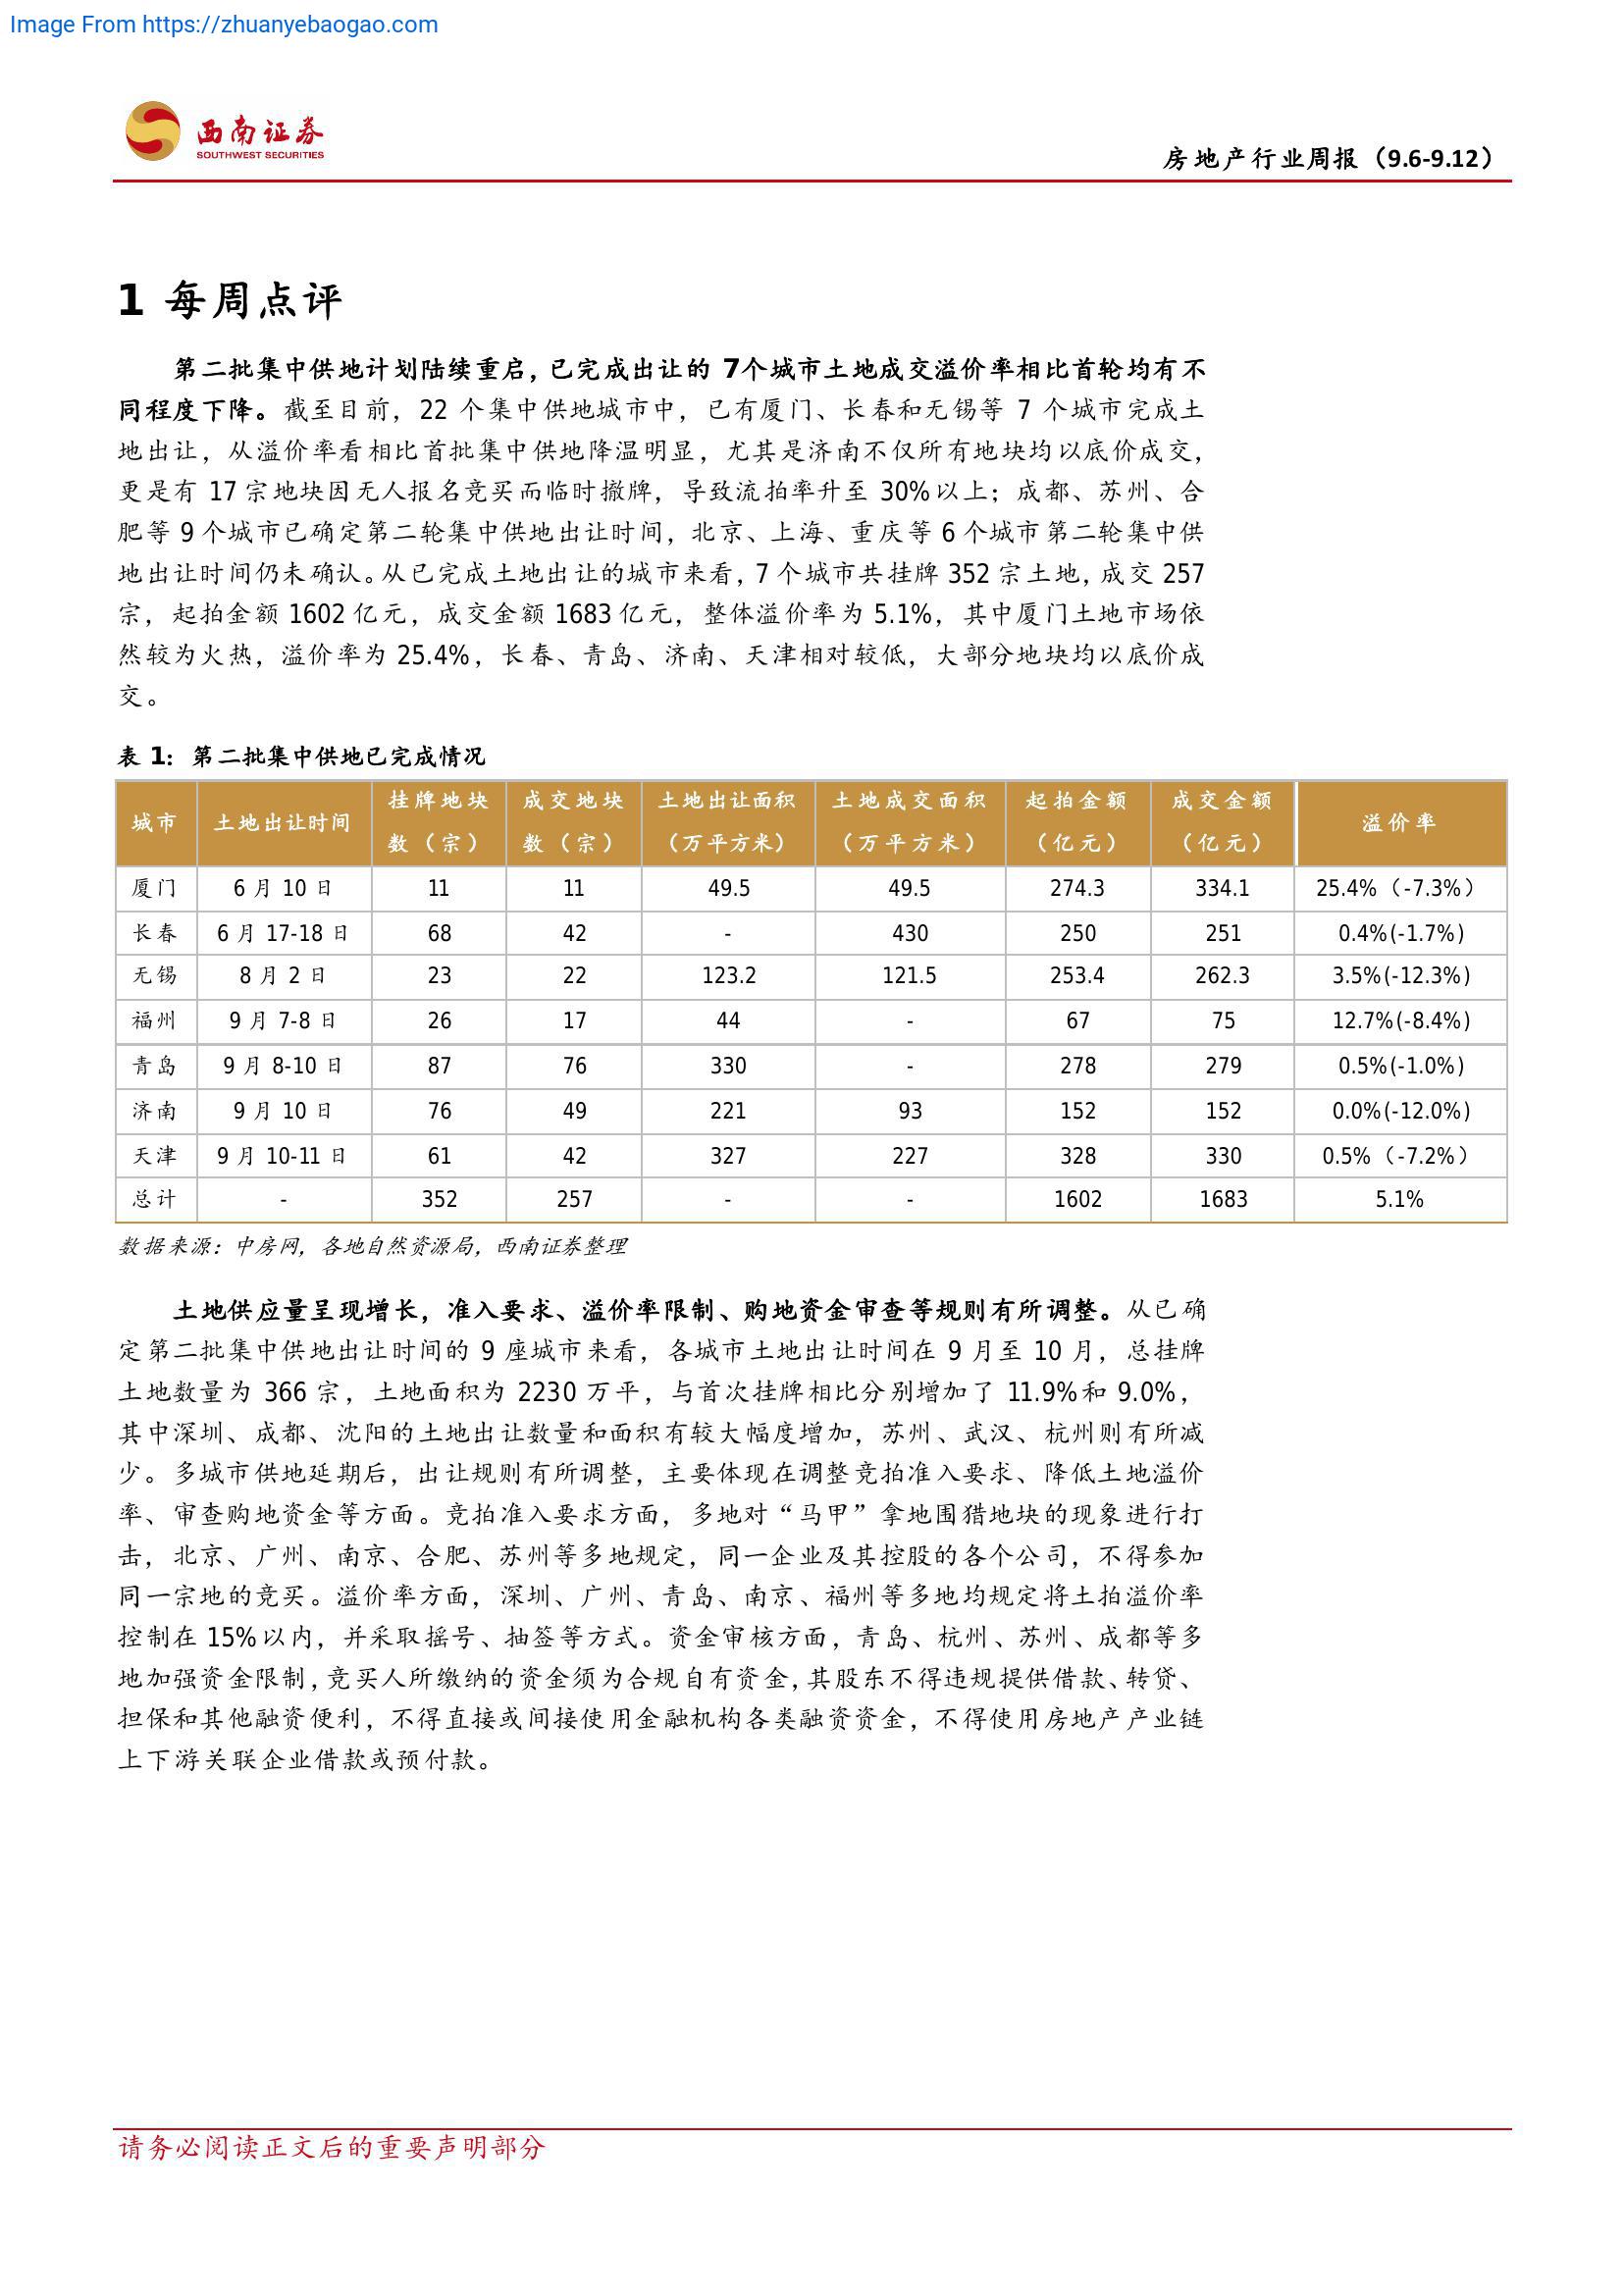 Image From https://zhuanyebaogao.com
西南证券
SOUTHWEST SECURITIES
房地产行业周报（9.6-9.12）
1 每周点评
第二批集中供地计划陆续重启，已完成出让的 7个城市土地成交溢价率相比首轮均有不
同程度下降。截至目前，22 个集中供地城市中，已有厦门、长春和无锡等 7 个城市完成土
地出让，从溢价率看相比首批集中供地降温明显，尤其是济南不仅所有地块均以底价成交，
更是有 17 宗地块因无人报名竞买而临时撤牌，导致流拍率升至 30%以上；成都、苏州、合
肥等 9 个城市已确定第二轮集中供地出让时间，北京、上海、重庆等 6 个城市第二轮集中供
地出让时间仍未确认。从已完成土地出让的城市来看，7 个城市共挂牌 352 宗土地，成交 257
宗，起拍金额 1602 亿元，成交金额 1683 亿元，整体溢价率为 5.1%，其中厦门土地市场依
然较为火热，溢价率为 25.4%，长春、青岛、济南、天津相对较低，大部分地块均以底价成
交。
表 1：第二批集中供地已完成情况
城市 土地出让时间 挂牌地块数（宗） 成交地块数（宗） 土地出让面积（万平方米） 土地成交面积（万平方米） 起拍金额（亿元） 成交金额（亿元） 溢价率
厦门 6 月 10 日 11 11 49.5 49.5 274.3 334.1 25.4%（-7.3%）
长春 6 月 17-18 日 68 42 - 430 250 251 0.4%(-1.7%)
无锡 8 月 2 日 23 22 123.2 121.5 253.4 262.3 3.5%(-12.3%)
福州 9 月 7-8 日 26 17 44 - 67 75 12.7%(-8.4%)
青岛 9 月 8-10 日 87 76 330 - 278 279 0.5%(-1.0%)
济南 9 月 10 日 76 49 221 93 152 152 0.0%(-12.0%)
天津 9 月 10-11 日 61 42 327 227 328 330 0.5%（-7.2%）
总计 - 352 257 - - 1602 1683 5.1%
数据来源：中房网，各地自然资源局，西南证券整理
土地供应量呈现增长，准入要求、溢价率限制、购地资金审查等规则有所调整。从已确
定第二批集中供地出让时间的 9 座城市来看，各城市土地出让时间在 9 月至 10 月，总挂牌
土地数量为 366 宗，土地面积为 2230 万平，与首次挂牌相比分别增加了 11.9%和 9.0%，
其中深圳、成都、沈阳的土地出让数量和面积有较大幅度增加，苏州、武汉、杭州则有所减
少。多城市供地延期后，出让规则有所调整，主要体现在调整竞拍准入要求、降低土地溢价
率、审查购地资金等方面。竞拍准入要求方面，多地对“马甲”拿地围猎地块的现象进行打
击，北京、广州、南京、合肥、苏州等多地规定，同一企业及其控股的各个公司，不得参加
同一宗地的竞买。溢价率方面，深圳、广州、青岛、南京、福州等多地均规定将土拍溢价率
控制在 15%以内，并采取摇号、抽签等方式。资金审核方面，青岛、杭州、苏州、成都等多
地加强资金限制，竞买人所缴纳的资金须为合规自有资金，其股东不得违规提供借款、转贷、
担保和其他融资便利，不得直接或间接使用金融机构各类融资资金，不得使用房地产产业链
上下游关联企业借款或预付款。
请务必阅读正文后的重要声明部分